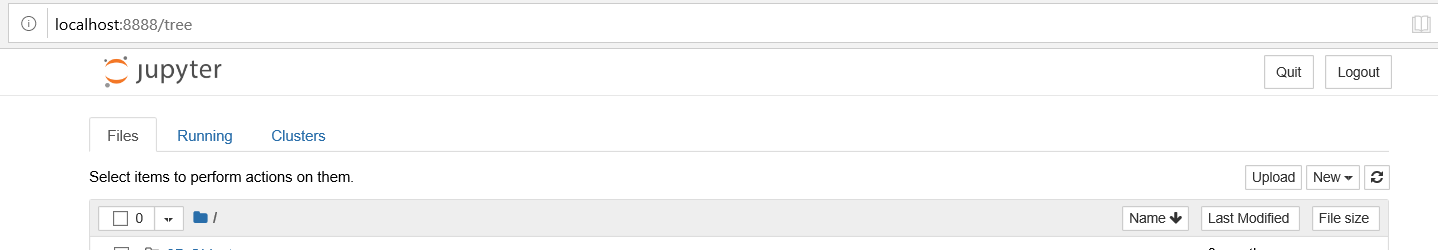 localhost:8888/tree
jupyter
Quit Logout
Files Running Clusters
Select items to perform actions on them.
Upload New
0 / Name Last Modified File size